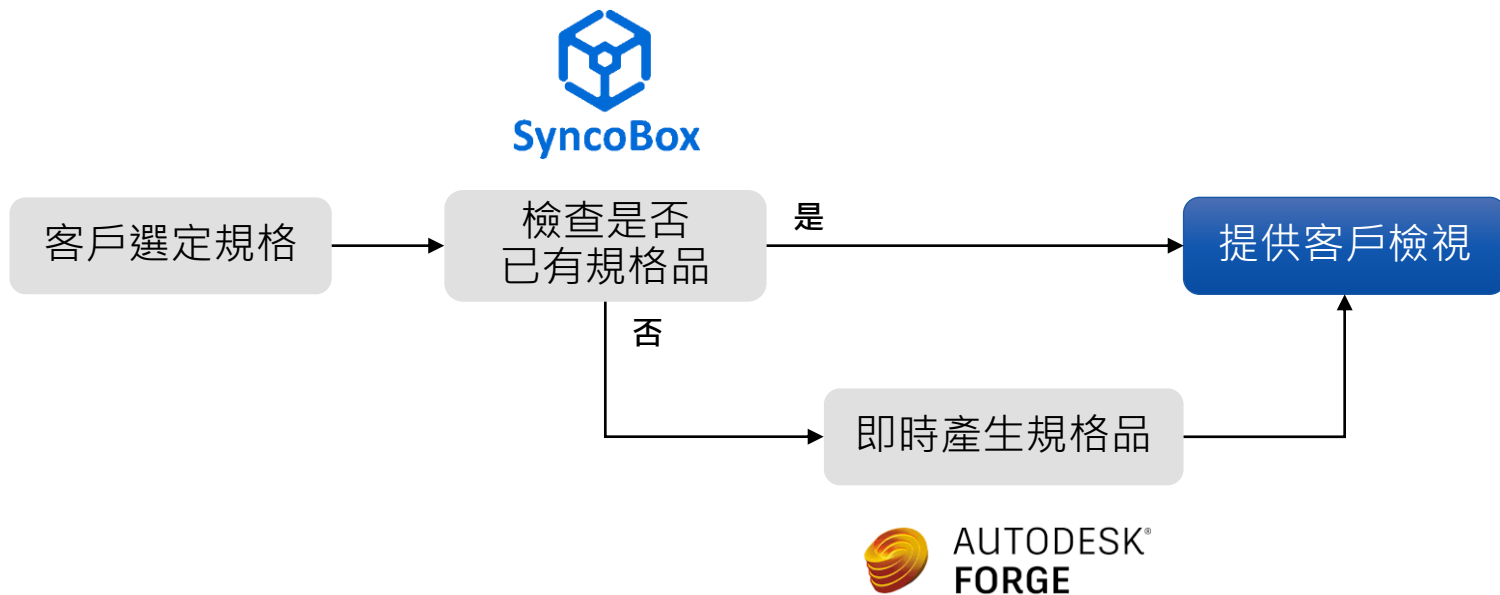 SyncoBox
客戶選定規格
檢查是否
已有規格品
是
提供客戶檢視
否
即時產生規格品
AUTODESK®
FORGE